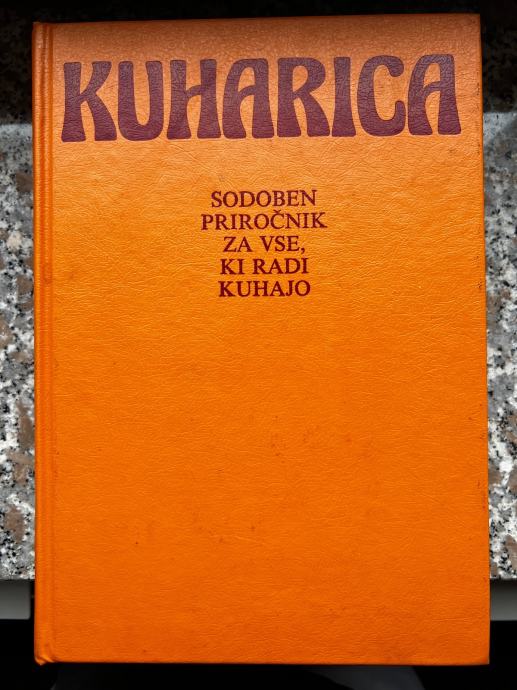 KUHARICA
SODOBEN
PRIROČNIK
ZA VSE,
KI RADI
KUHAJO